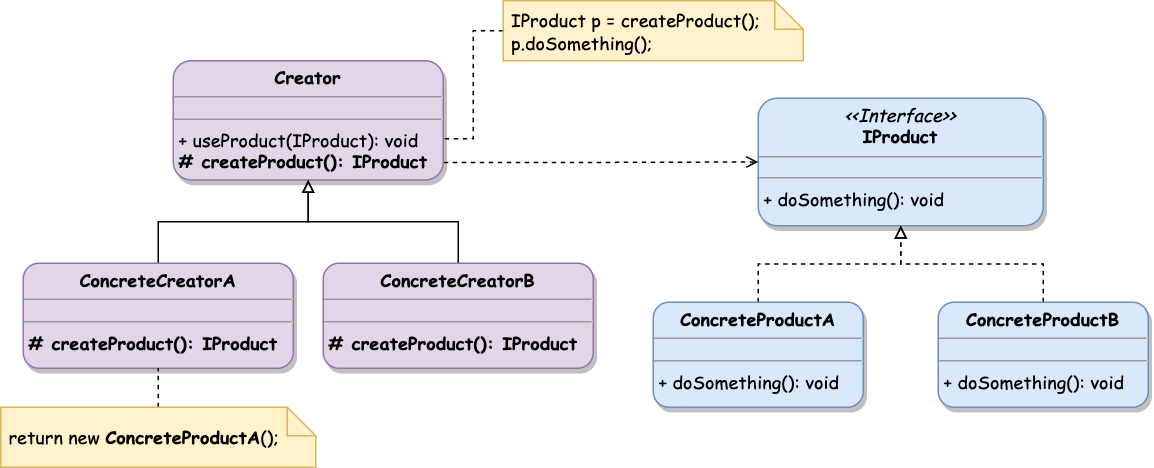 IProduct p = createProduct();
p.doSomething();
Creator
+ useProduct(IProduct): void
# createProduct(): IProduct
<<Interface>>
IProduct
+ doSomething(): void
ConcreteCreatorA
# createProduct(): IProduct
ConcreteCreatorB
# createProduct(): IProduct
ConcreteProductA
+ doSomething(): void
ConcreteProductB
+ doSomething(): void
return new ConcreteProductA();